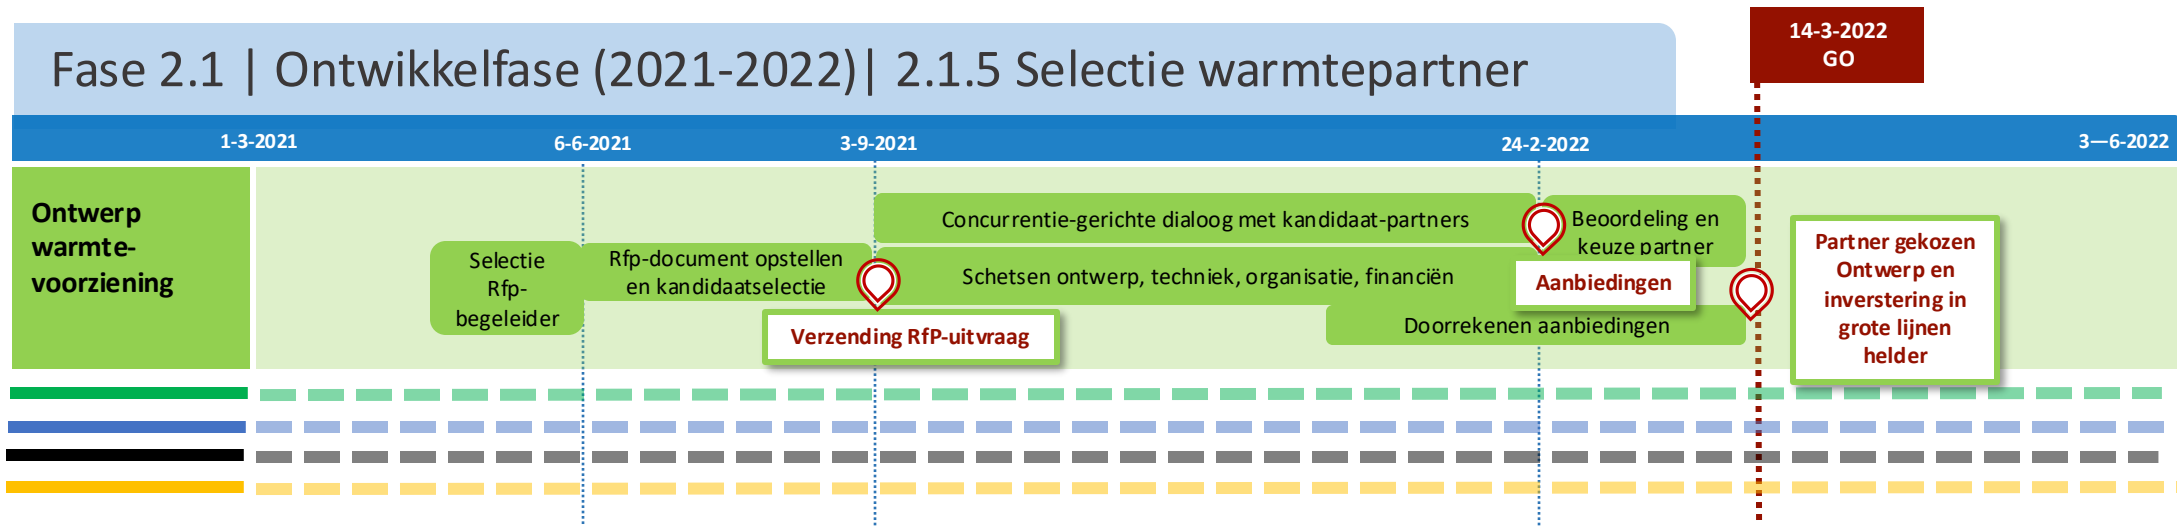 14-3-2022
GO
Fase 2.1 | Ontwikkelfase (2021-2022)| 2.1.5 Selectie warmtepartner
1-3-2021
6-6-2021
3-9-2021
24-2-2022
3—6-2022
Ontwerp
warmte-
voorziening
Selectie
Rfp-
begeleider
Rfp-document opstellen
en kandidaatselectie
Verzending RfP-uitvraag
Concurrentie-gerichte dialoog met kandidaat-partners
Schetsen ontwerp, techniek, organisatie, financiën
Doorrekenen aanbiedingen
Beoordeling en
keuze partner
Aanbiedingen
Partner gekozen
Ontwerp en
inverstering in
grote lijnen
helder